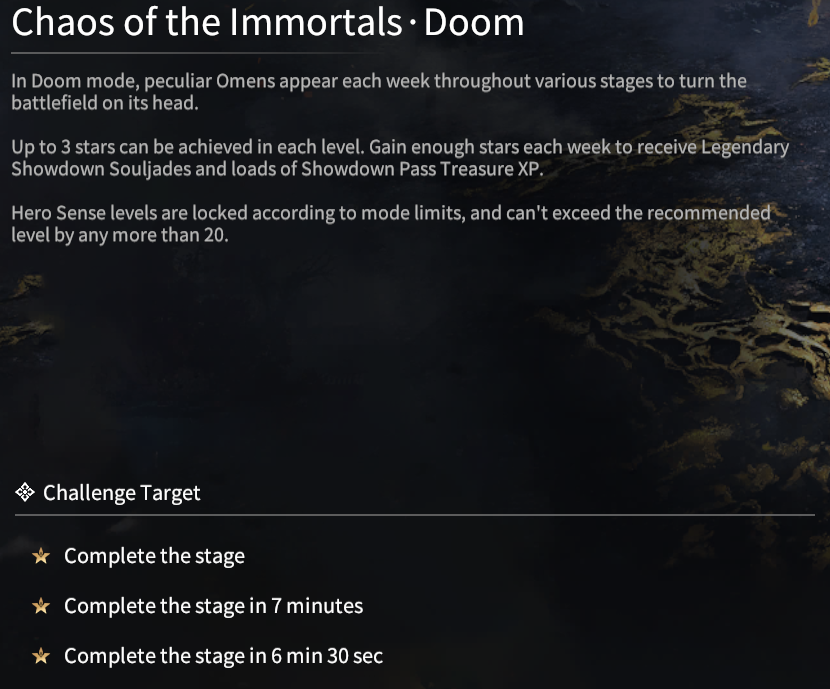 Chaos of the Immortals · Doom
In Doom mode, peculiar Omens appear each week throughout various stages to turn the
battlefield on its head.
Up to 3 stars can be achieved in each level. Gain enough stars each week to receive Legendary
Showdown Souljades and loads of Showdown Pass Treasure XP.
Hero Sense levels are locked according to mode limits, and can't exceed the recommended
level by any more than 20.
Challenge Target
Complete the stage
Complete the stage in 7 minutes
Complete the stage in 6 min 30 sec